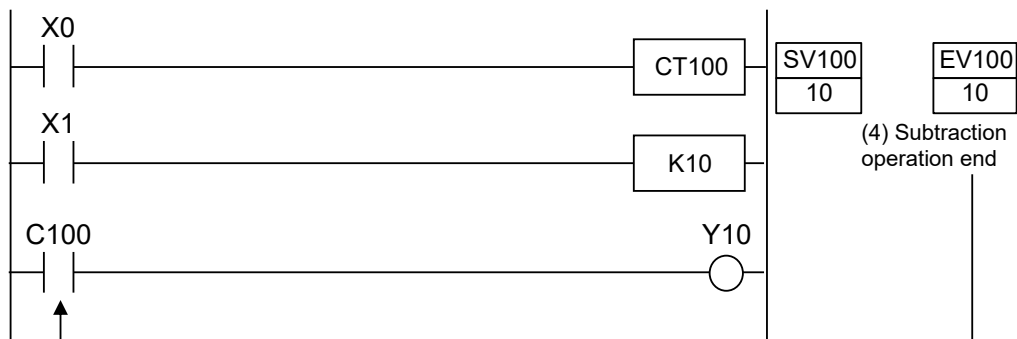 X0
CT100
SV100
EV100
10
10
X1
K10
(4) Subtraction
operation end
C100
Y10